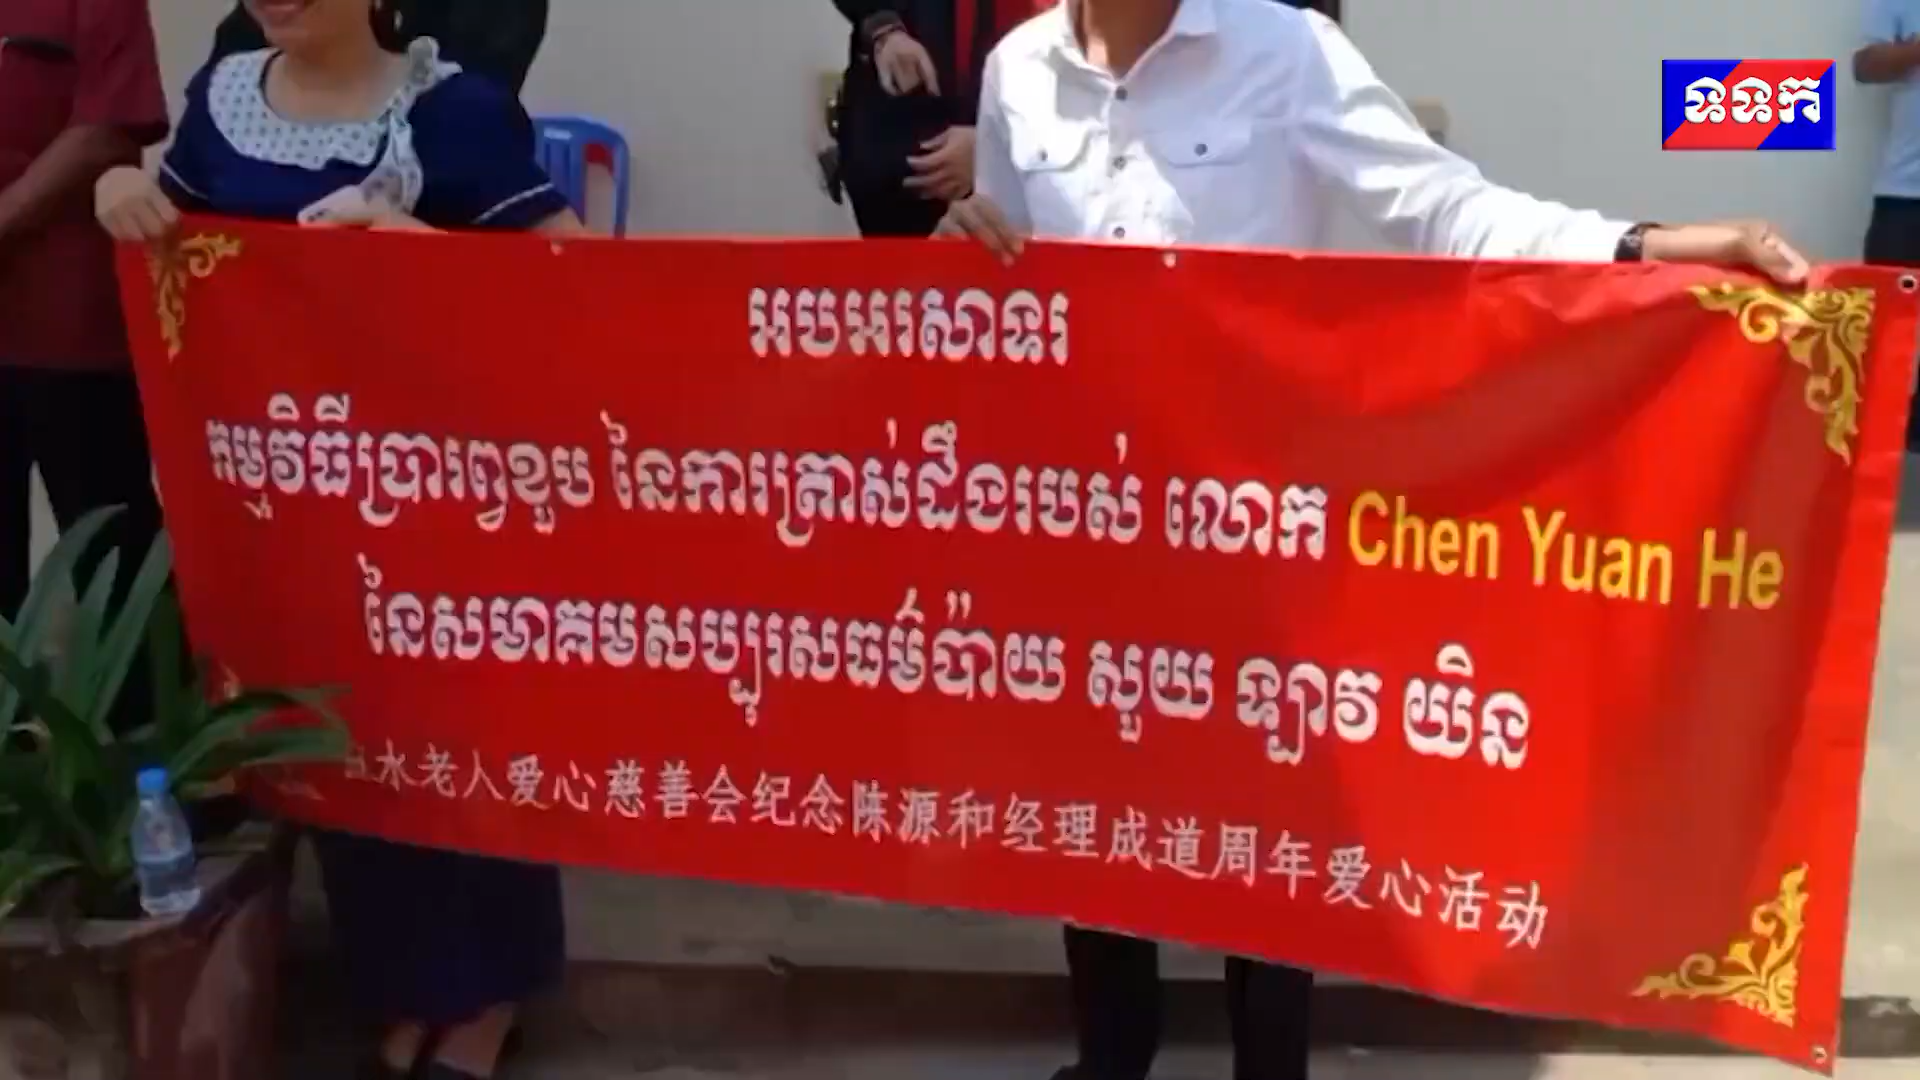 ទទក
អបអរសាទរ
កម្មវិធីប្រារព្វខួប នៃការត្រាស់ដឹងរបស់ លោក Chen Yuan He
នៃសមាគមសប្បុរសធម៌ប៉ាយ សួយ ឡាវ យិន
水老人爱心慈善会纪念陈源和经理成道周年爱心活动